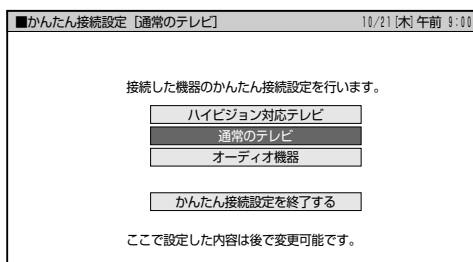 ■かんたん接続設定［通常のテレビ］ 10/21[木]午前 9:00
接続した機器のかんたん接続設定を行います。
ハイビジョン対応テレビ
通常のテレビ
オーディオ機器
かんたん接続設定を終了する
ここで設定した内容は後で変更可能です。